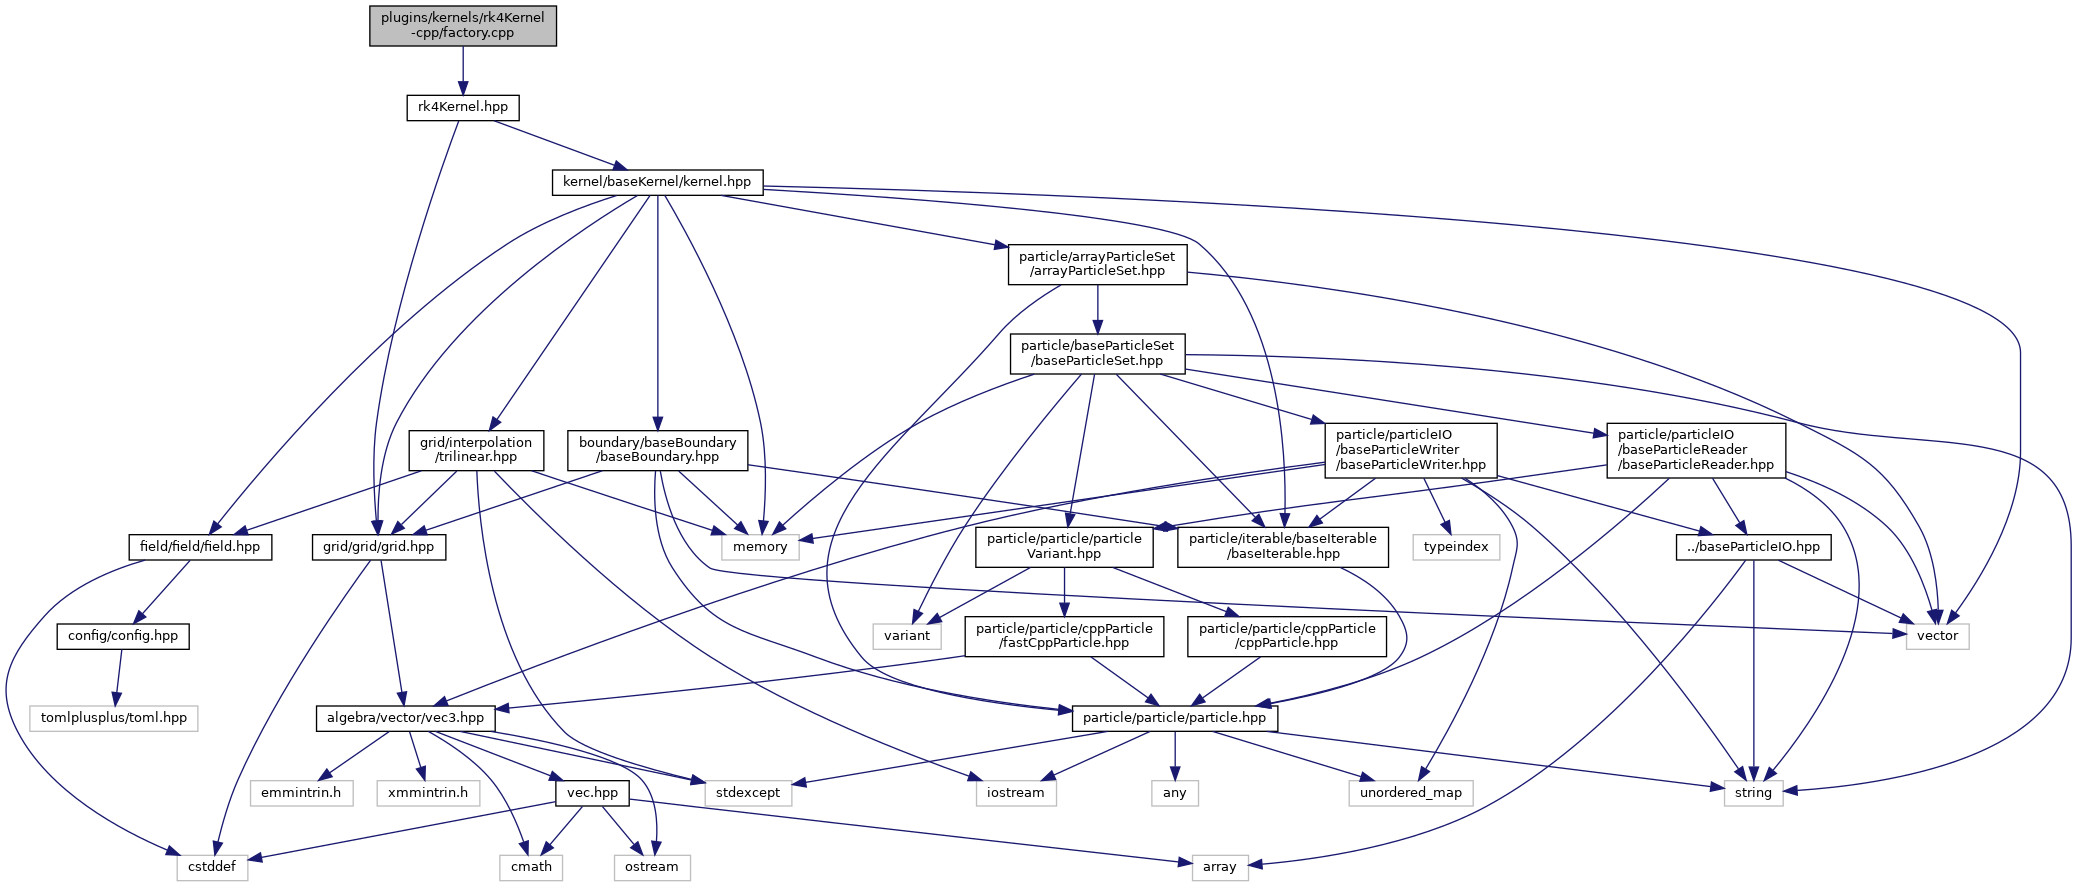 plugins/kernels/rk4Kernel
-cpp/factory.cpp
rk4Kernel.hpp
kernel/baseKernel/kernel.hpp
particle/arrayParticleSet
/arrayParticleSet.hpp
particle/baseParticleSet
/baseParticleSet.hpp
grid/interpolation
/trilinear.hpp
boundary/baseBoundary
/baseBoundary.hpp
particle/particleIO
/baseParticleWriter
/baseParticleWriter.hpp
particle/particleIO
/baseParticleReader
/baseParticleReader.hpp
field/field/field.hpp
grid/grid/grid.hpp
memory
particle/particle/particle
Variant.hpp
particle/iterable/baseIterable
/baseIterable.hpp
typeindex
../baseParticleIO.hpp
config/config.hpp
variant
particle/particle/cppParticle
/fastCppParticle.hpp
particle/particle/cppParticle
/cppParticle.hpp
vector
tomlplusplus/toml.hpp
algebra/vector/vec3.hpp
particle/particle/particle.hpp
emmintrin.h
xmmintrin.h
vec.hpp
stdexcept
iostream
any
unordered_map
string
cstddef
cmath
ostream
array